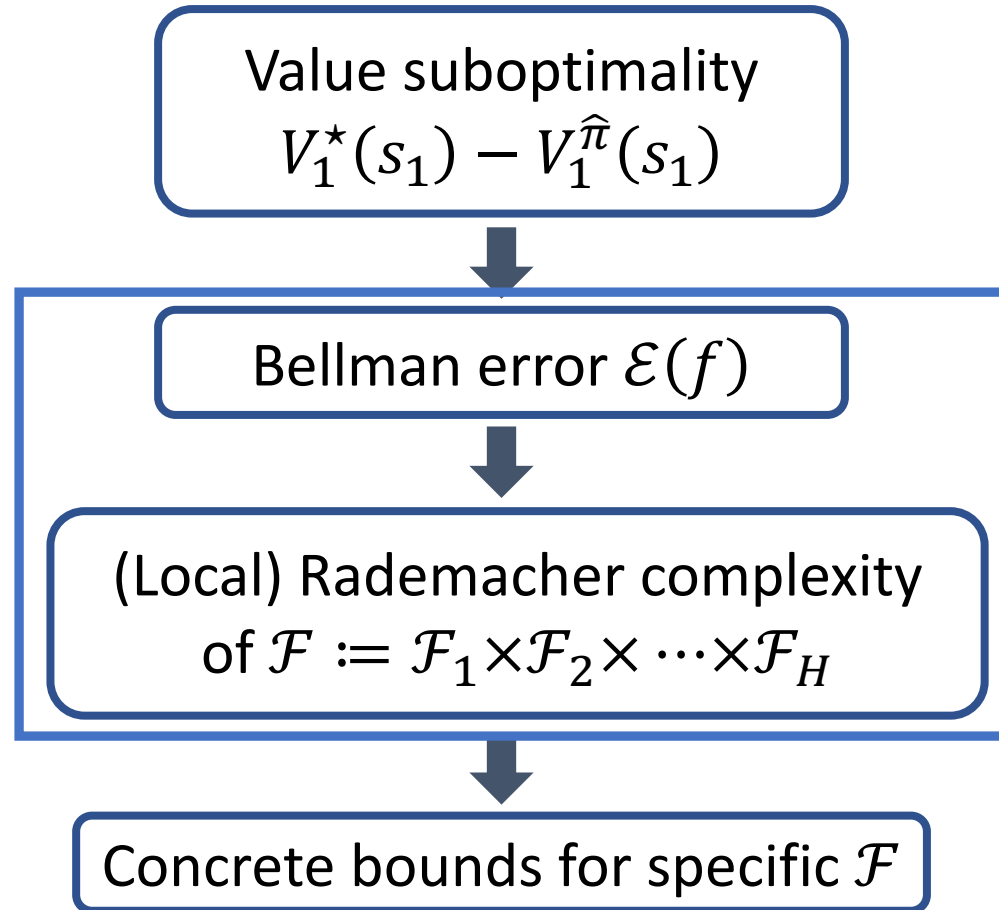 Value suboptimality
V₁^⋆(s₁) − V₁^π̂(s₁)
Bellman error ℰ(f)
(Local) Rademacher complexity
of ℱ ≔ ℱ₁×ℱ₂× ⋯×ℱ_H
Concrete bounds for specific ℱ